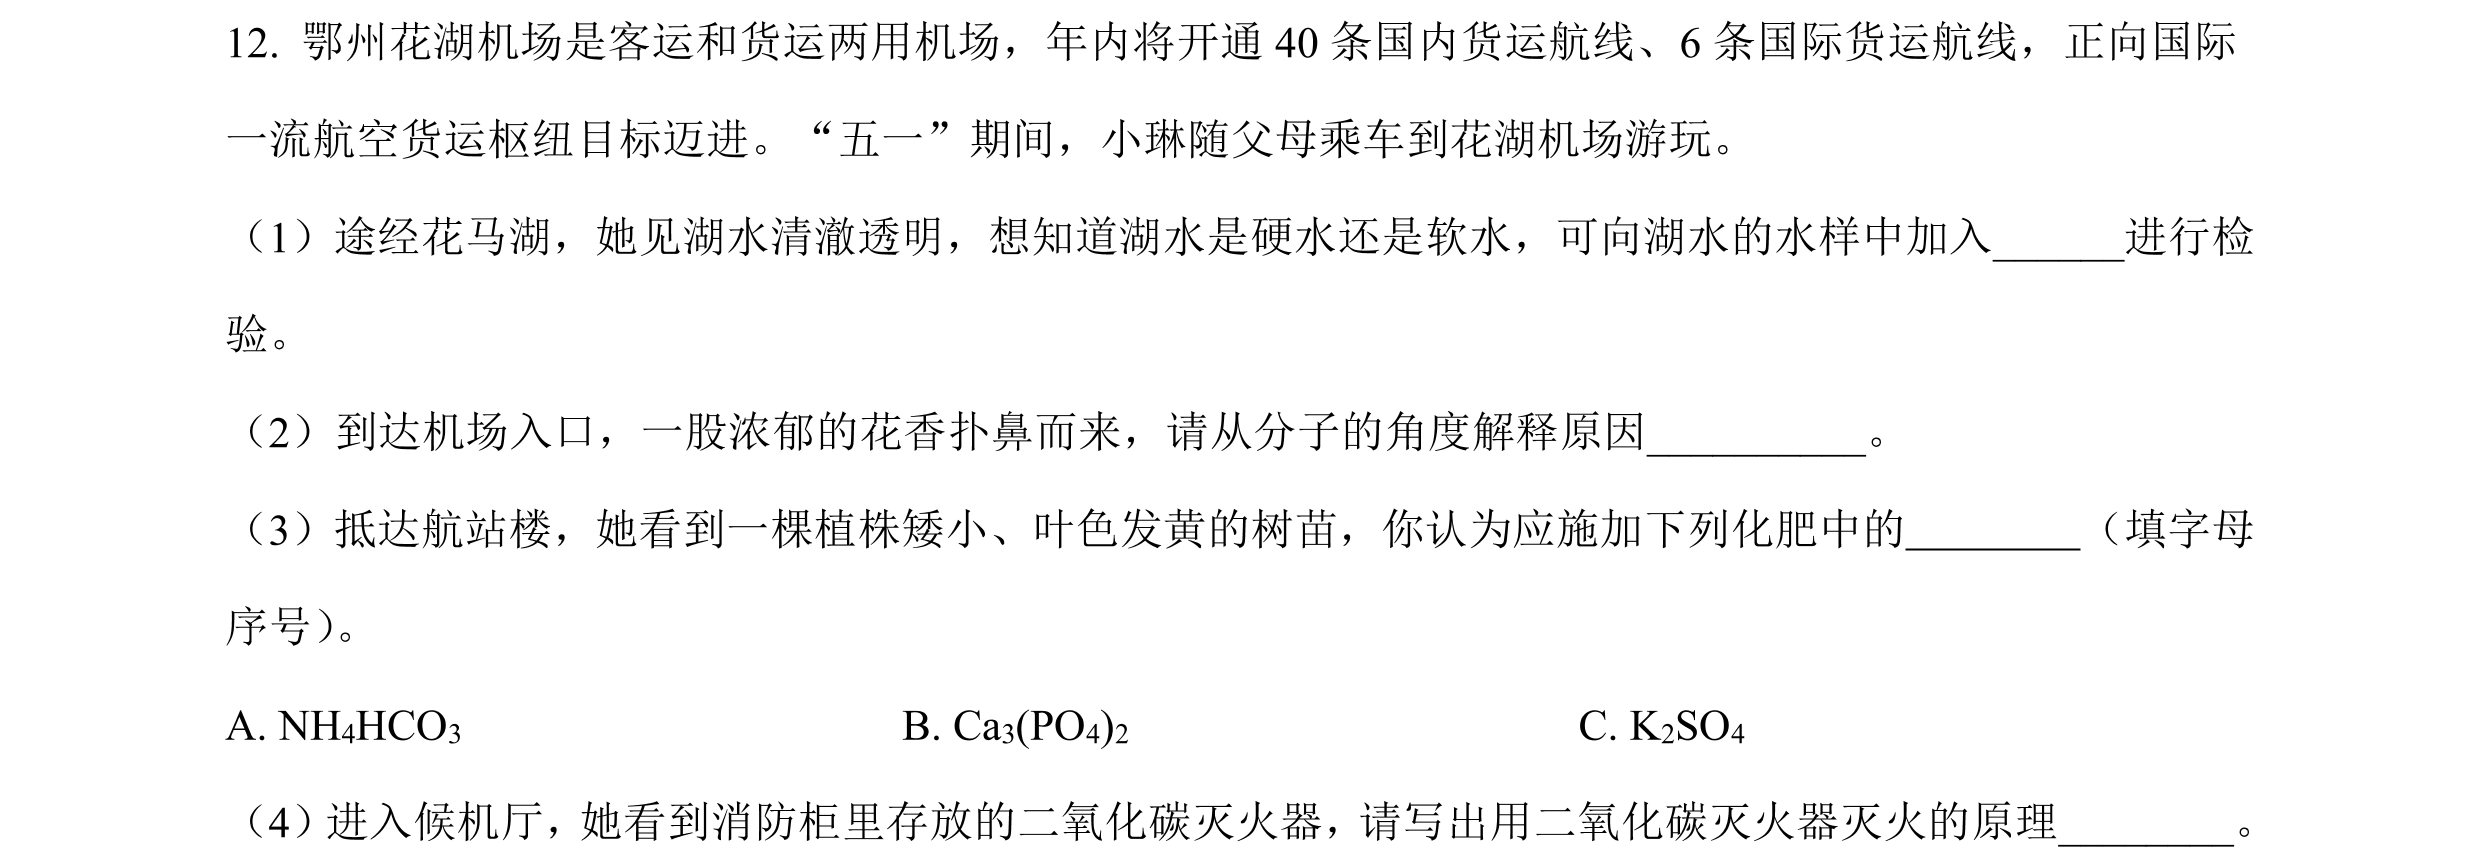 12. 鄂州花湖机场是客运和货运两用机场，年内将开通 40 条国内货运航线、6 条国际货运航线，正向国际
一流航空货运枢纽目标迈进。“五一”期间，小琳随父母乘车到花湖机场游玩。
（1）途经花马湖，她见湖水清澈透明，想知道湖水是硬水还是软水，可向湖水的水样中加入______进行检
验。
（2）到达机场入口，一股浓郁的花香扑鼻而来，请从分子的角度解释原因__________。
（3）抵达航站楼，她看到一棵植株矮小、叶色发黄的树苗，你认为应施加下列化肥中的________（填字母
序号）。
A. NH₄HCO₃ B. Ca₃(PO₄)₂ C. K₂SO₄
（4）进入候机厅，她看到消防柜里存放的二氧化碳灭火器，请写出用二氧化碳灭火器灭火的原理________。